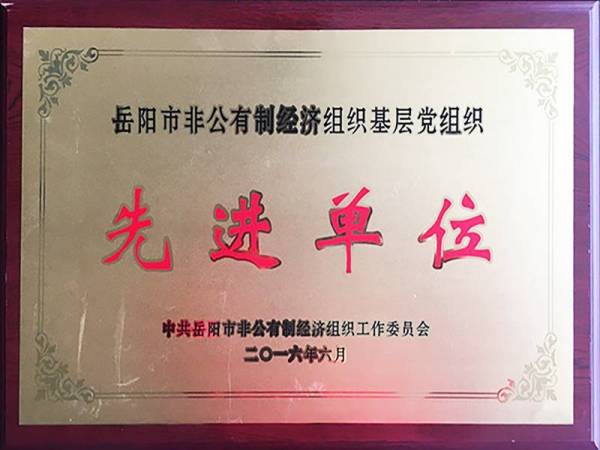 岳阳市非公有制经济组织基层党组织
先进单位
中共岳阳市非公有制经济组织工作委员会
二〇一六年六月